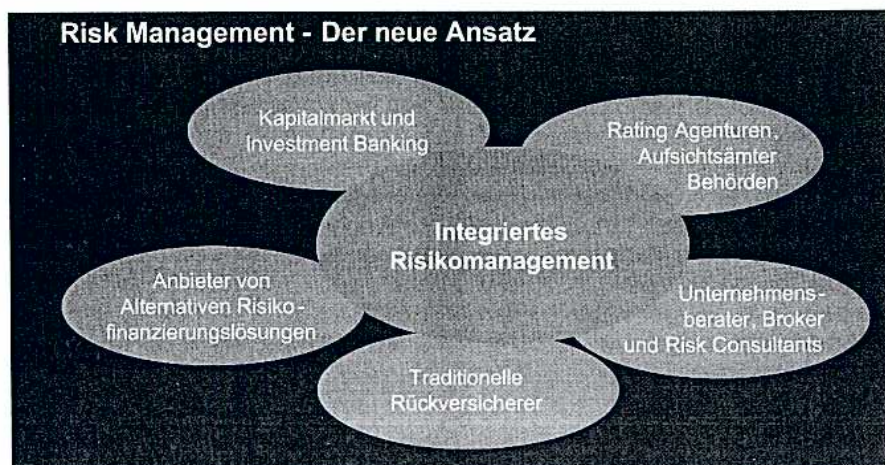 Risk Management - Der neue Ansatz
Kapitalmarkt und
Investment Banking
Rating Agenturen,
Aufsichtsämter
Behörden
Integriertes
Risikomanagement
Anbieter von
Alternativen Risiko-
finanzierungslösungen
Unternehmens-
berater, Broker
und Risk Consultants
Traditionelle
Rückversicherer